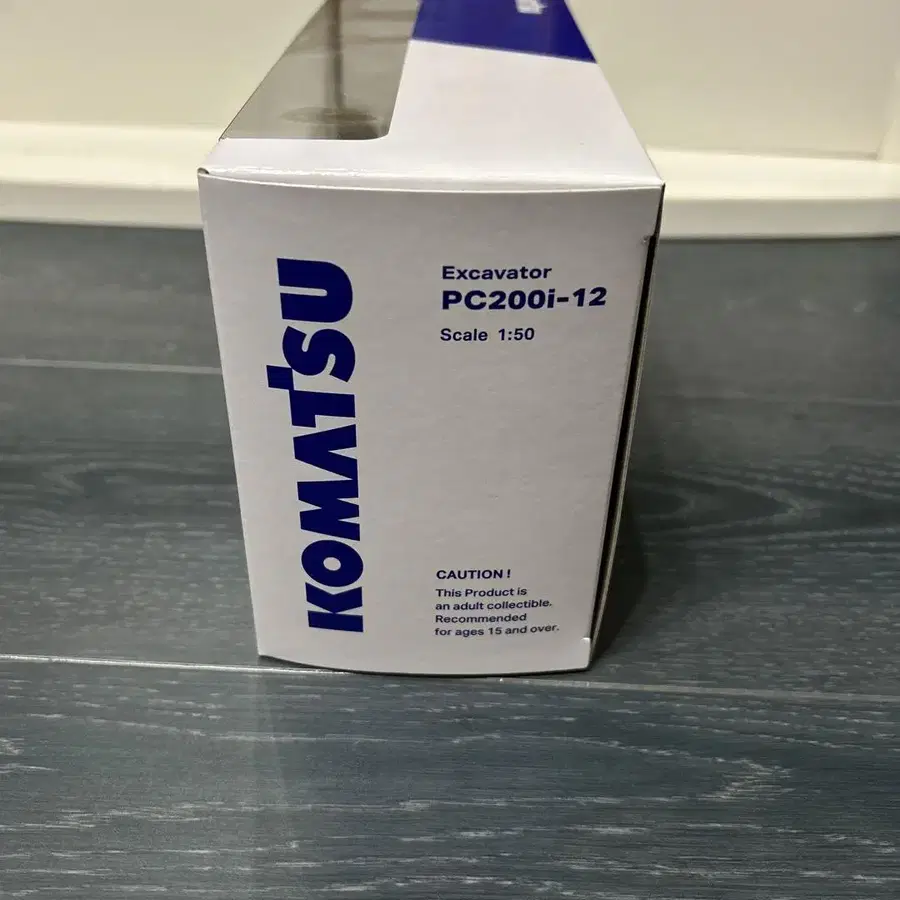 KOMATSU
Excavator
PC200i-12
Scale 1:50
CAUTION !
This Product is
an adult collectible.
Recommended
for ages 15 and over.